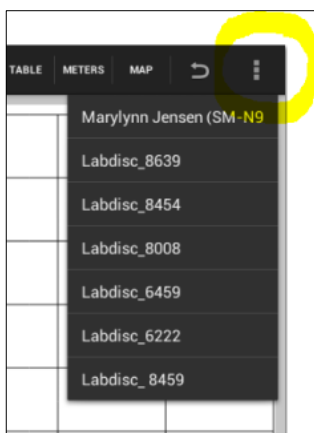 TABLE METERS MAP
Marylynn Jensen (SM-N9
Labdisc_8639
Labdisc_8454
Labdisc_8008
Labdisc_6459
Labdisc_6222
Labdisc_ 8459